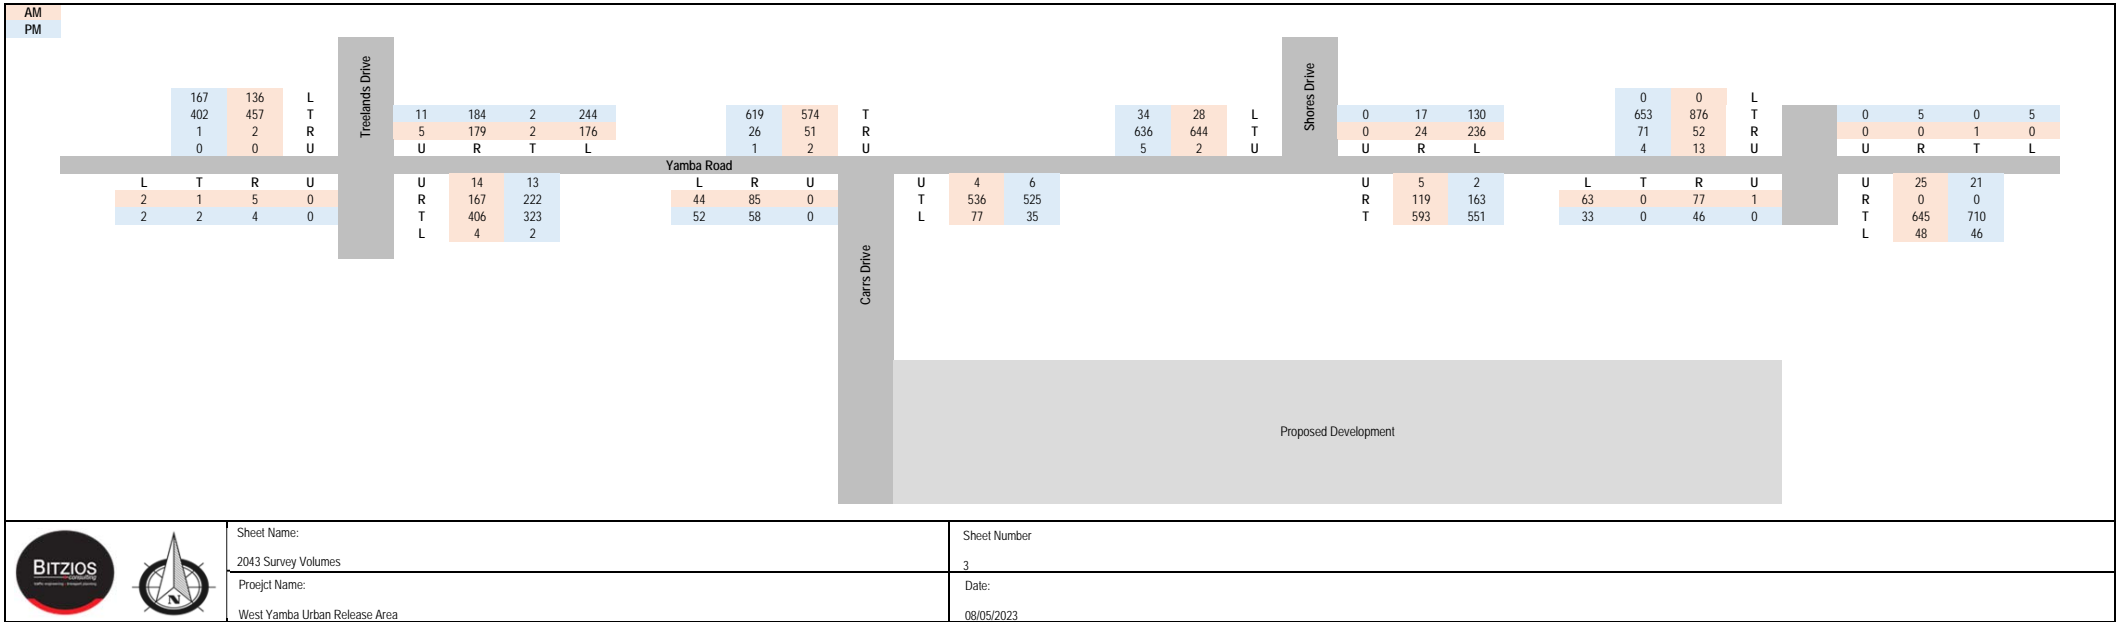 AM
PM
Treelands Drive
Shores Drive
167 136 L
402 457 T
1 2 R
0 0 U
11 184 2 244
5 179 2 176
U R T L
619 574 T
26 51 R
1 2 U
34 28 L
636 644 T
5 2 U
0 17 130
0 24 236
U R L
0 0 L
653 876 T
71 52 R
4 13 U
0 5 0 5
0 0 1 0
U R T L
Yamba Road
L T R U
2 1 5 0
2 2 4 0
U 14 13
R 167 222
T 406 323
L 4 2
L R U
44 85 0
52 58 0
U 4 6
T 536 525
L 77 35
U 5 2
R 119 163
T 593 551
L T R U
63 0 77 1
33 0 46 0
U 25 21
R 0 0
T 645 710
L 48 46
Carrs Drive
Proposed Development
BITZIOS
consulting
N
Sheet Name:
2043 Survey Volumes
Proejct Name:
West Yamba Urban Release Area
Sheet Number
3
Date:
08/05/2023